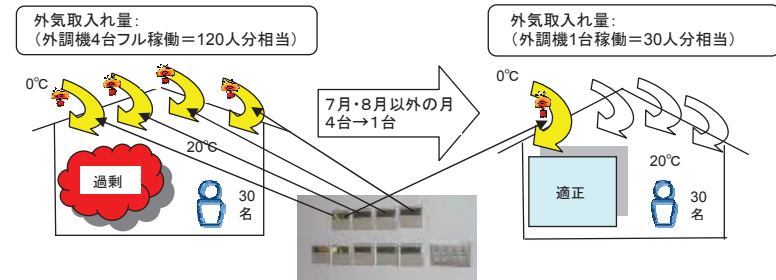 外気取入れ量:
（外調機4台フル稼働＝120人分相当）
0℃
20℃
過剰
30
名
7月・8月以外の月
4台→1台
外気取入れ量:
（外調機1台稼働＝30人分相当）
0℃
20℃
適正
30
名